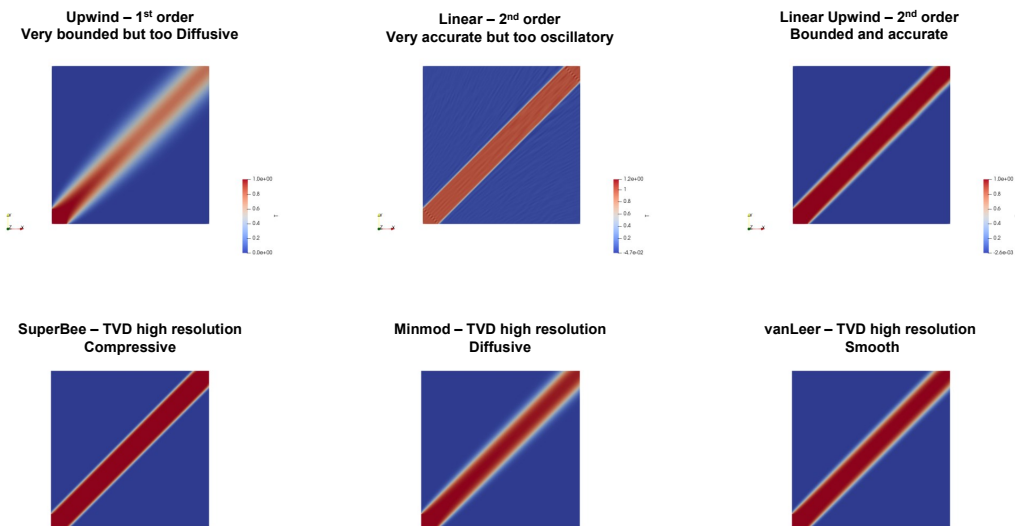 Upwind – 1st order
Very bounded but too Diffusive
Linear – 2nd order
Very accurate but too oscillatory
Linear Upwind – 2nd order
Bounded and accurate
1.0e+00
0.8
0.6
0.4
0.2
0.0e+00
1.2e+00
1
0.8
0.6
0.4
0.2
-4.7e-02
1.0e+00
0.8
0.6
0.4
0.2
-2.6e-03
SuperBee – TVD high resolution
Compressive
Minmod – TVD high resolution
Diffusive
vanLeer – TVD high resolution
Smooth